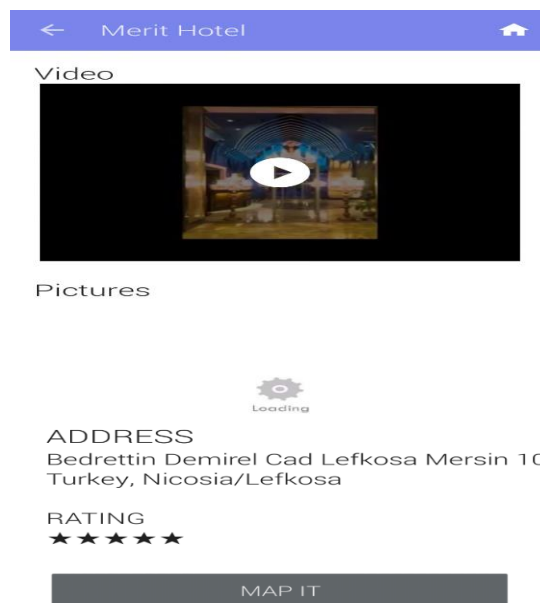 Merit Hotel
Video
Pictures
Loading
ADDRESS
Bedrettin Demirel Cad Lefkosa Mersin 10
Turkey, Nicosia/Lefkosa
RATING
MAP IT